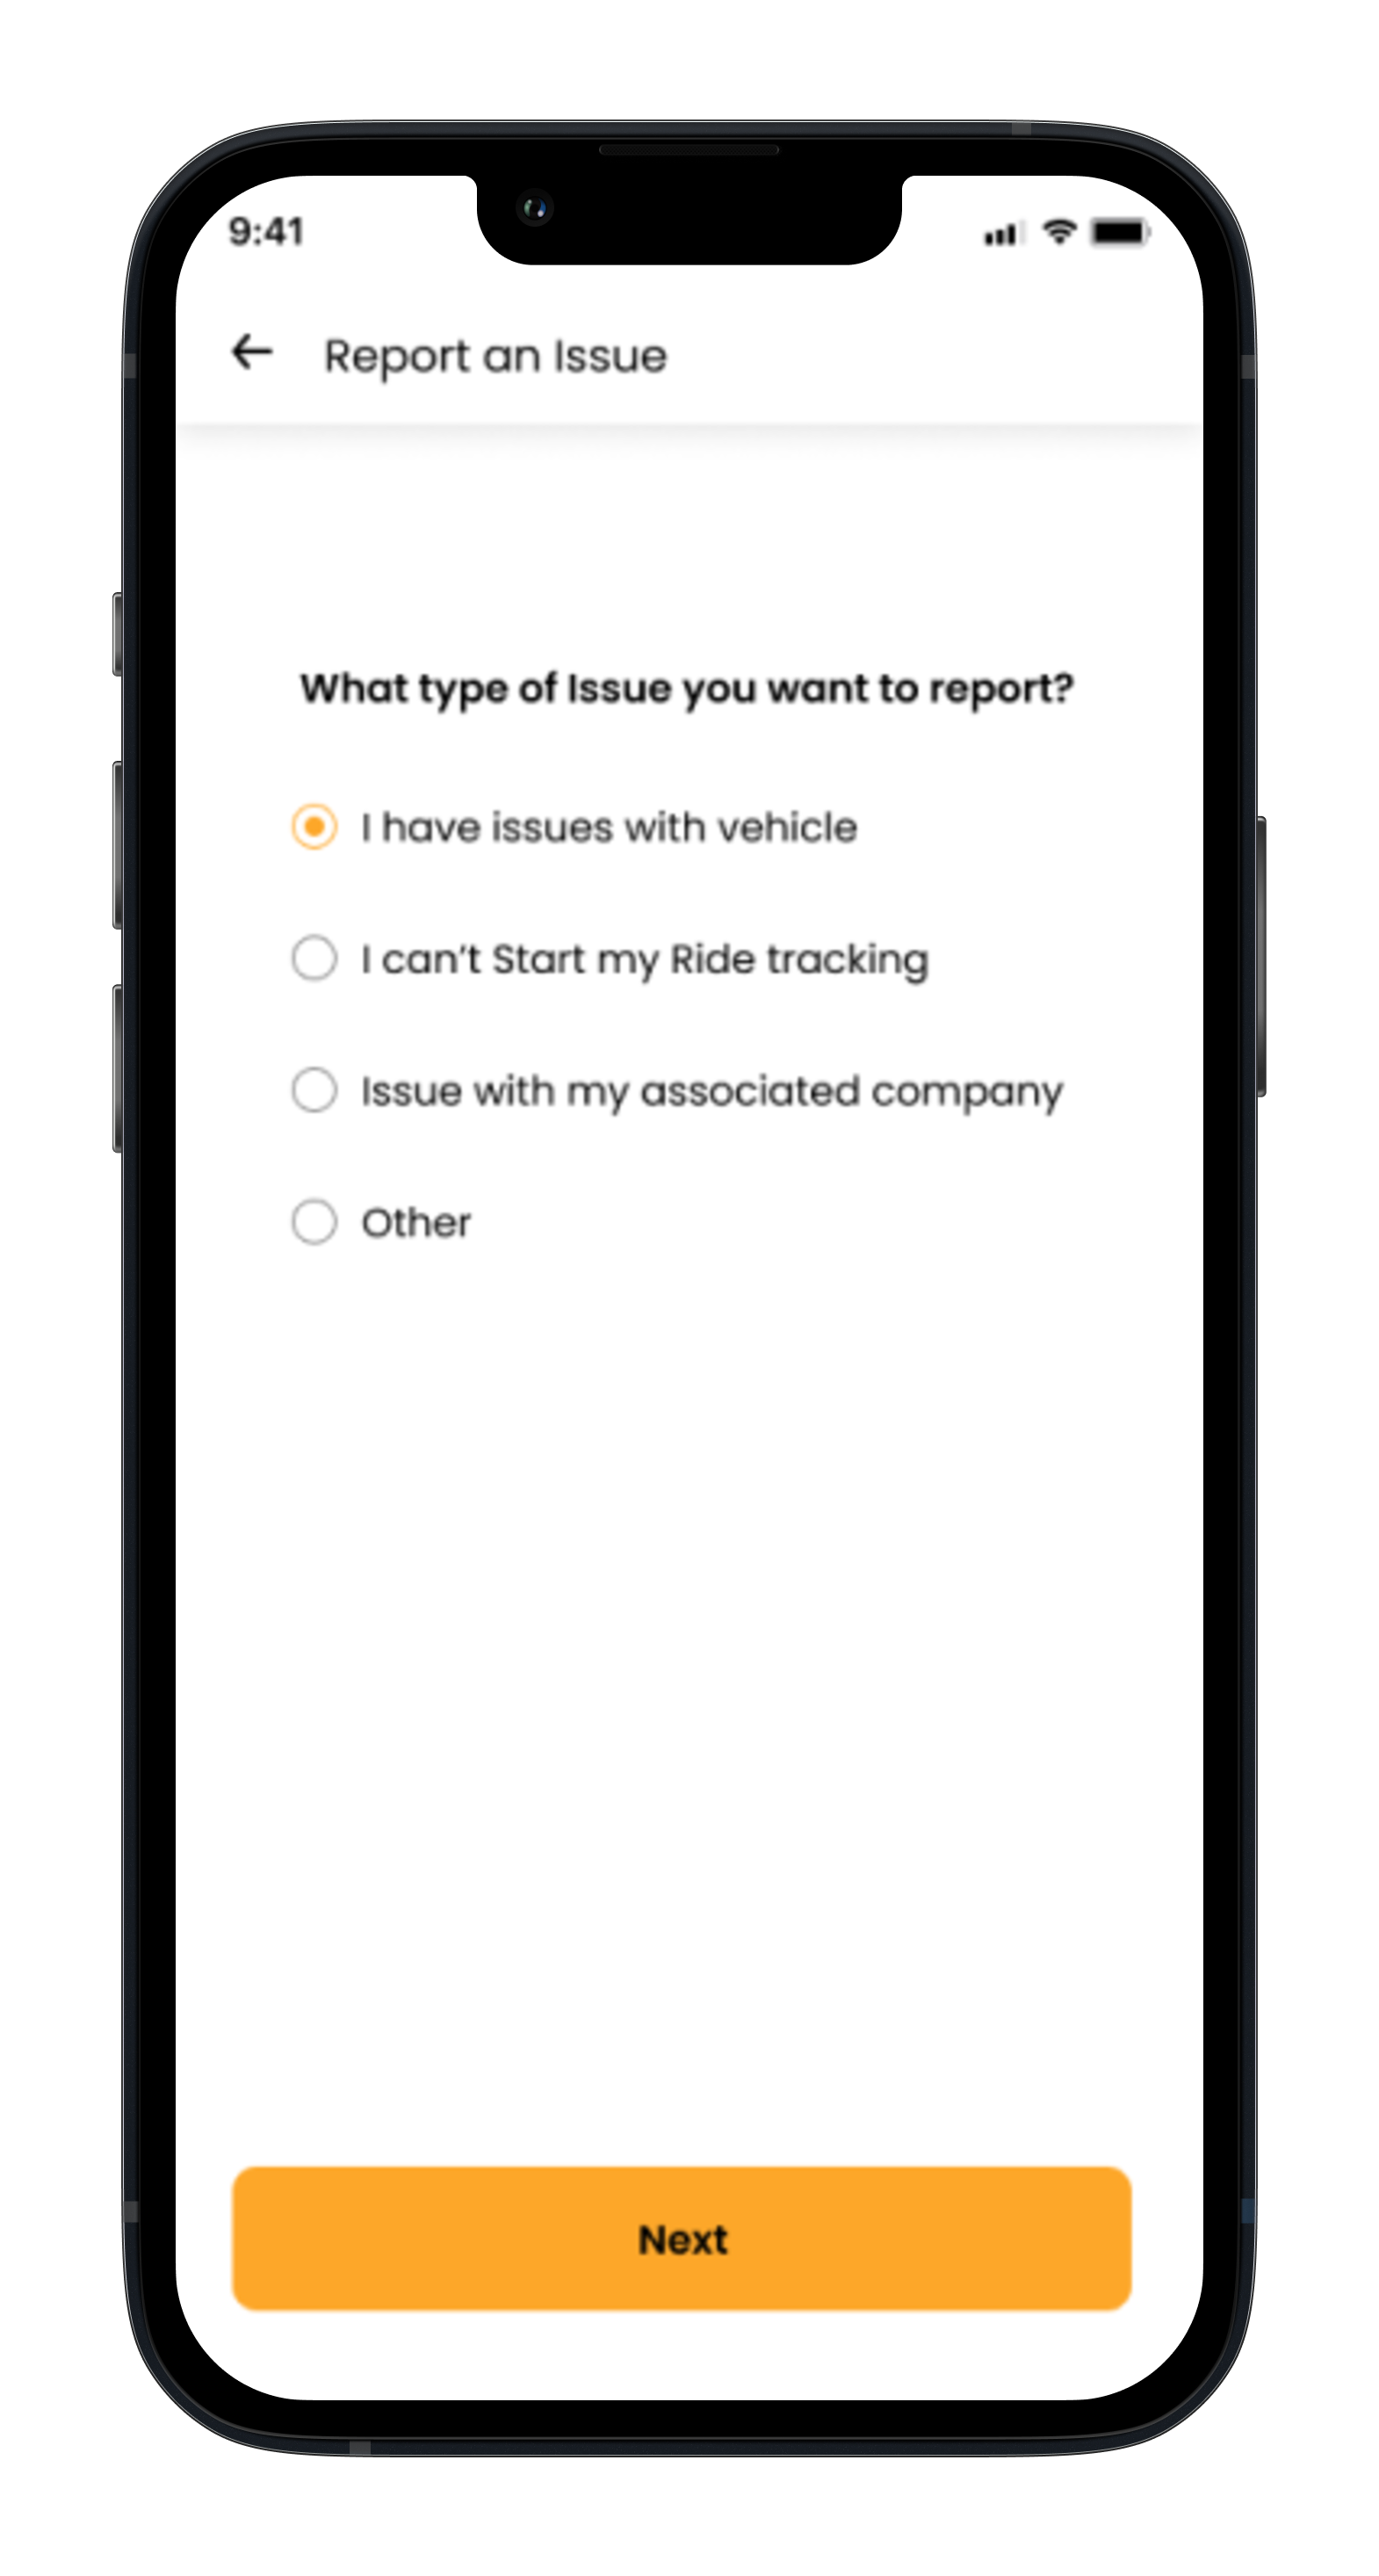 9:41
Report an Issue
What type of Issue you want to report?
I have issues with vehicle
I can’t Start my Ride tracking
Issue with my associated company
Other
Next